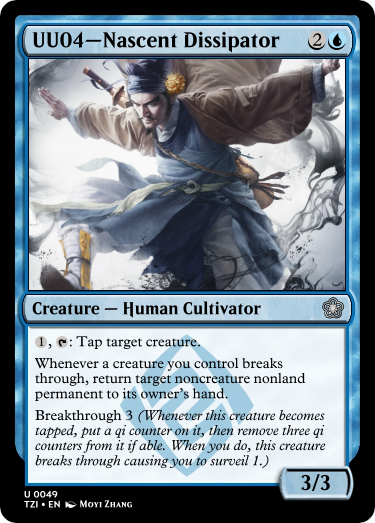 UU04—Nascent Dissipator 2
Creature — Human Cultivator
1, : Tap target creature.
Whenever a creature you control breaks
through, return target noncreature nonland
permanent to its owner's hand.
Breakthrough 3 (Whenever this creature becomes
tapped, put a qi counter on it, then remove three qi
counters from it if able. When you do, this creature
breaks through causing you to surveil 1.)
3/3
U 0049
TZI • EN Moyi Zhang